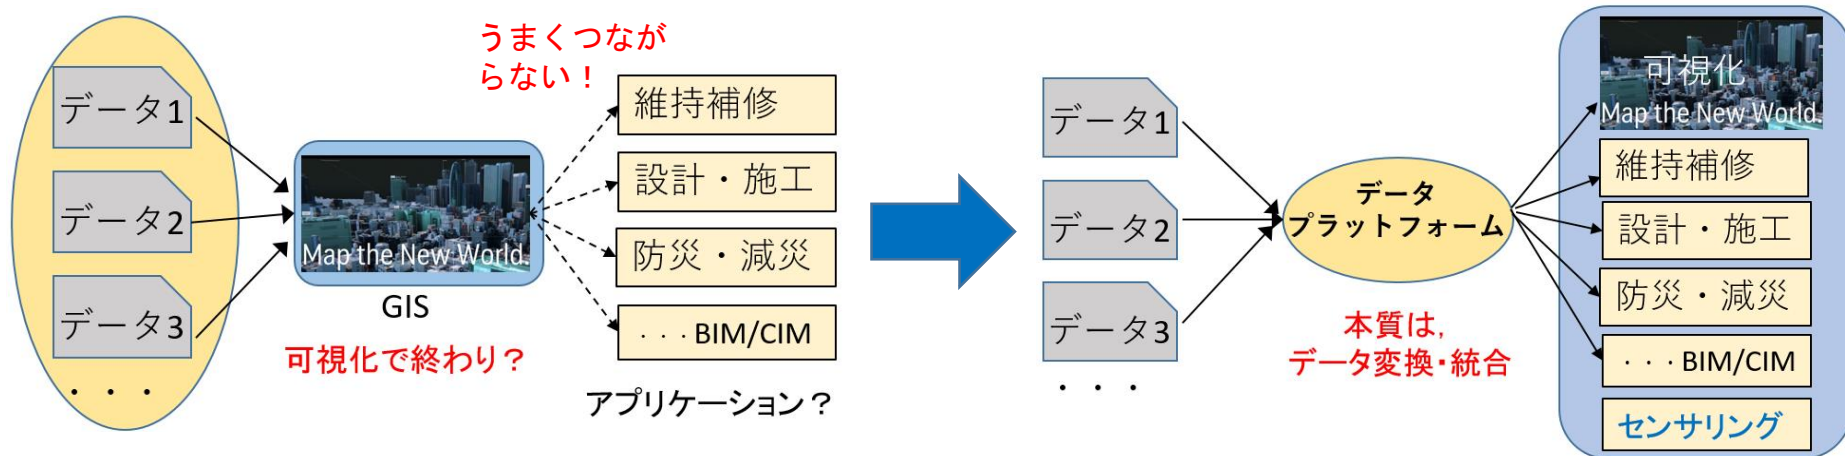 うまくつなが
らない！
データ1
データ2
データ3
・・・
Map the New World.
GIS
可視化で終わり？
維持補修
設計・施工
防災・減災
・・・BIM/CIM
アプリケーション？
データ1
データ2
データ3
・・・
データ
プラットフォーム
本質は，
データ変換・統合
可視化
Map the New World.
維持補修
設計・施工
防災・減災
・・・BIM/CIM
センサリング